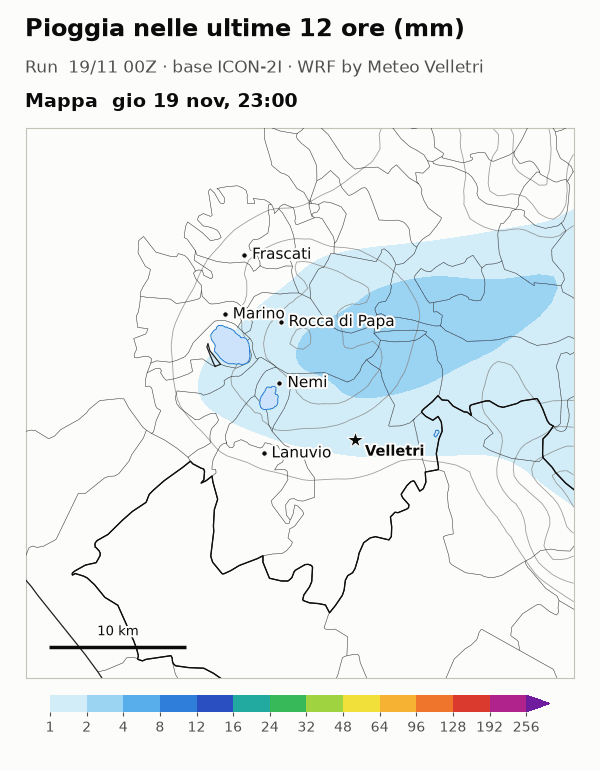 Pioggia nelle ultime 12 ore (mm)
Run  19/11 00Z · base ICON-2I · WRF by Meteo Velletri
Mappa  gio 19 nov, 23:00
Frascati
Marino
Rocca di Papa
Nemi
Velletri
Lanuvio
10 km
1 2 4 8 12 16 24 32 48 64 96 128 192 256